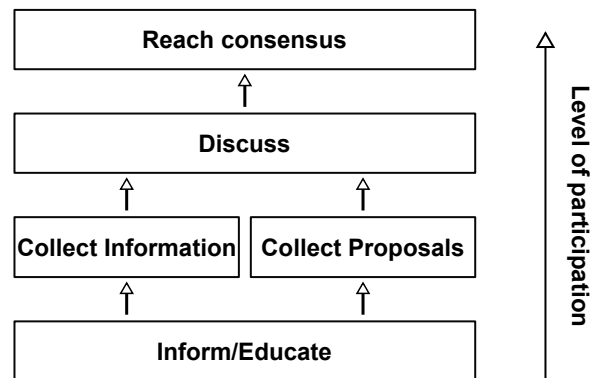 Reach consensus
Discuss
Collect Information
Collect Proposals
Inform/Educate
Level of participation